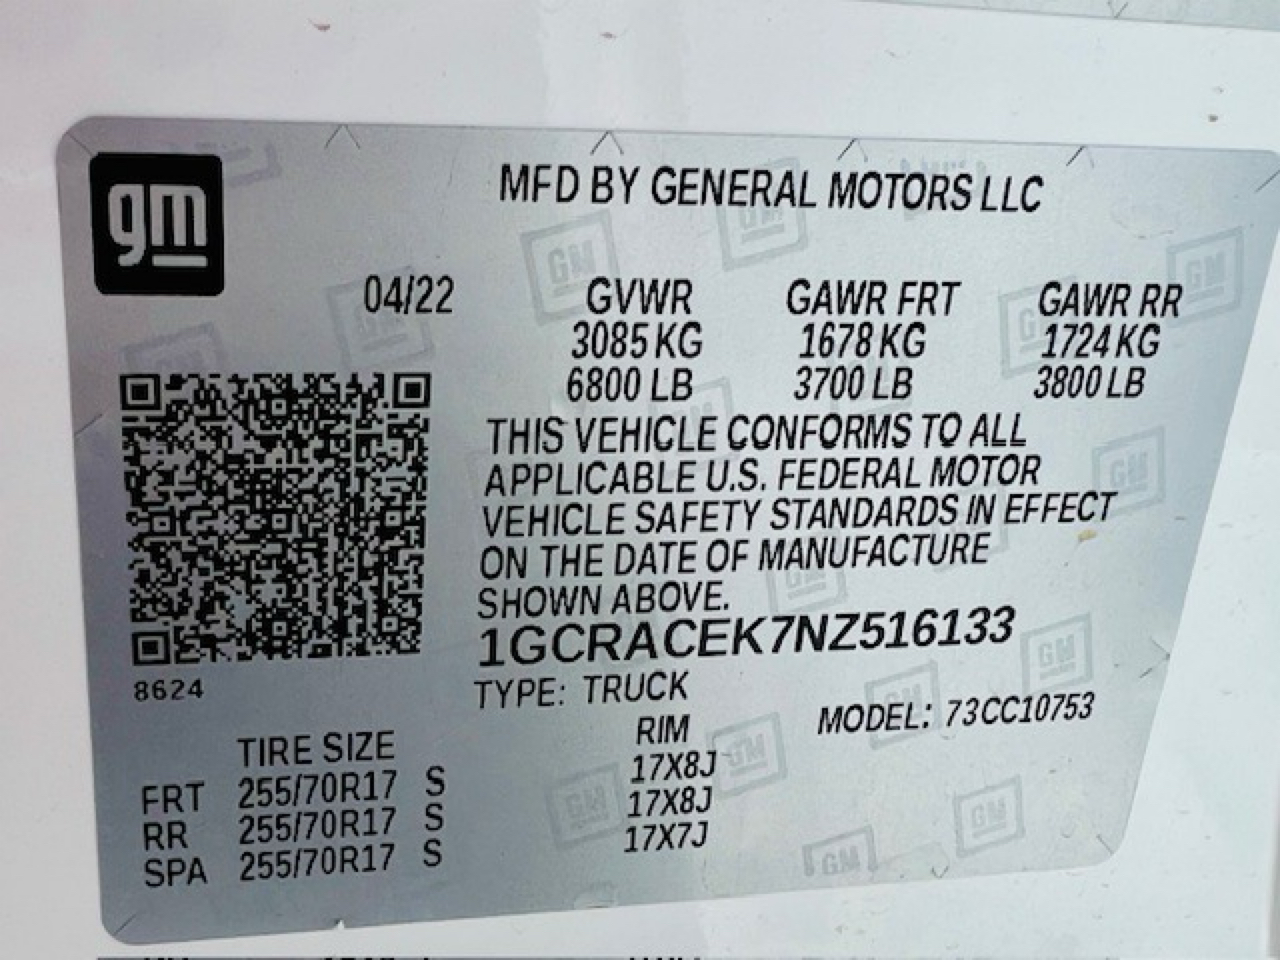 gm
MFD BY GENERAL MOTORS LLC
04/22 GVWR GAWR FRT GAWR RR
3085 KG 1678 KG 1724 KG
6800 LB 3700 LB 3800 LB
THIS VEHICLE CONFORMS TO ALL
APPLICABLE U.S. FEDERAL MOTOR
VEHICLE SAFETY STANDARDS IN EFFECT
ON THE DATE OF MANUFACTURE
SHOWN ABOVE.
1GCRACEK7NZ516133
8624
TYPE: TRUCK MODEL: 73CC10753
TIRE SIZE RIM
FRT 255/70R17 S 17X8J
RR 255/70R17 S 17X8J
SPA 255/70R17 S 17X7J